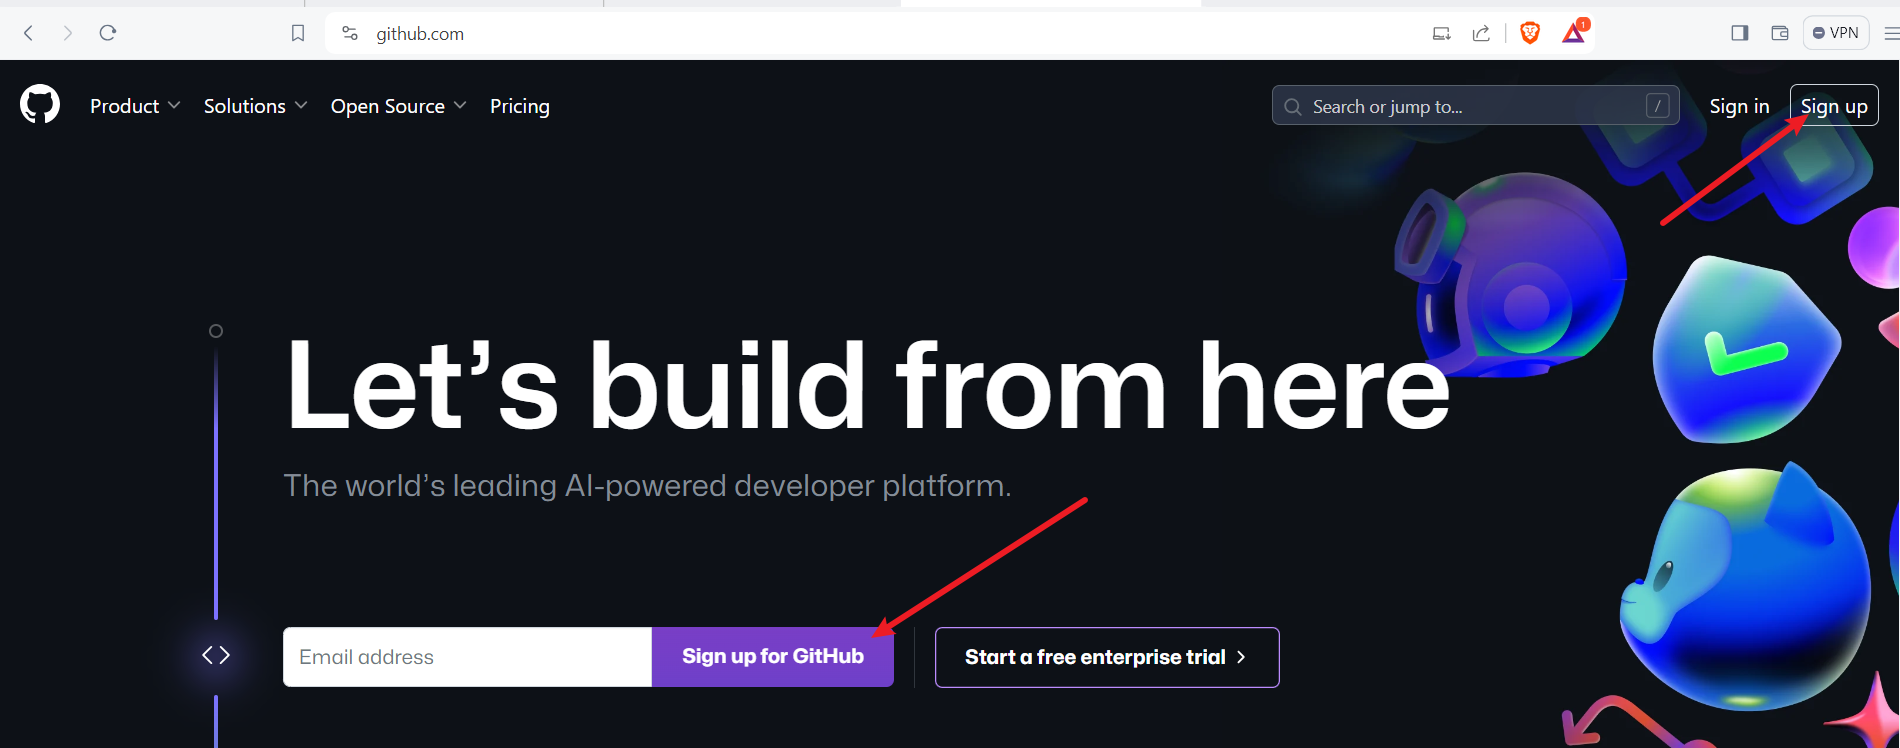 github.com
1
VPN
Product Solutions Open Source Pricing
Search or jump to... /
Sign in
Sign up
Let's build from here
The world's leading AI-powered developer platform.
Email address
Sign up for GitHub
Start a free enterprise trial